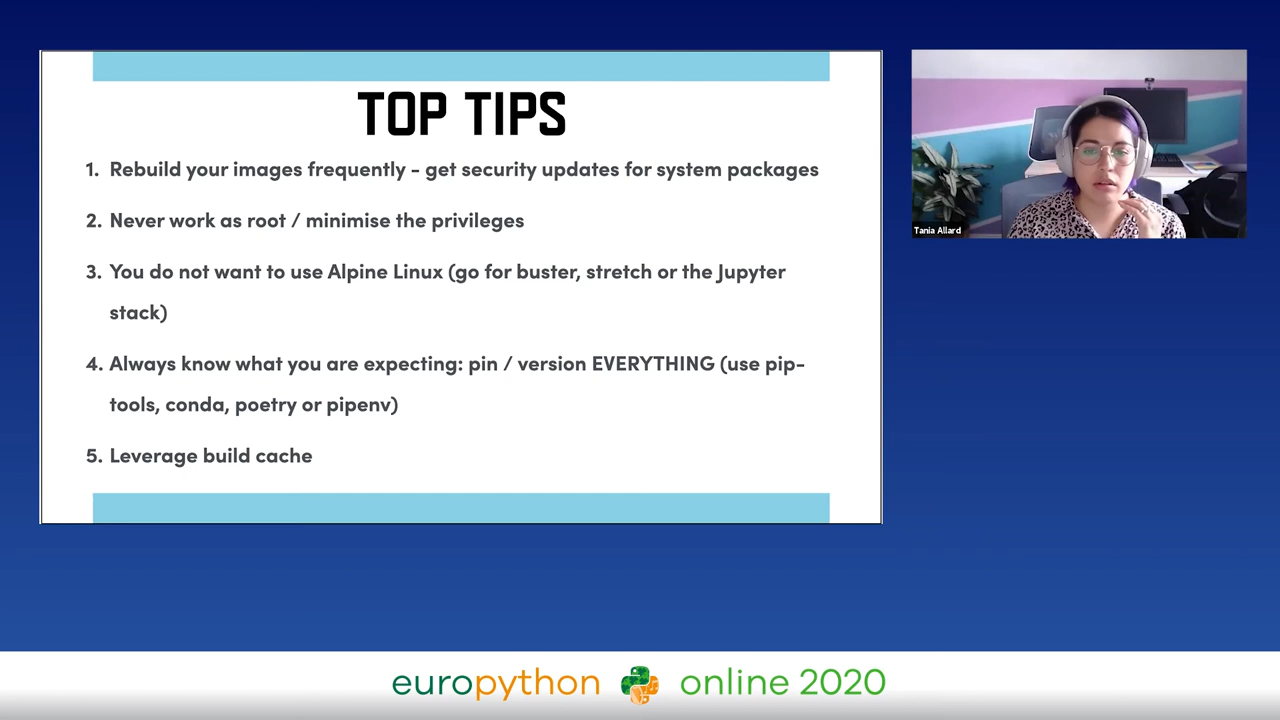 TOP TIPS
1. Rebuild your images frequently - get security updates for system packages
2. Never work as root / minimise the privileges
3. You do not want to use Alpine Linux (go for buster, stretch or the Jupyter
stack)
4. Always know what you are expecting: pin / version EVERYTHING (use pip-
tools, conda, poetry or pipenv)
5. Leverage build cache
Tania Allard
europython online 2020